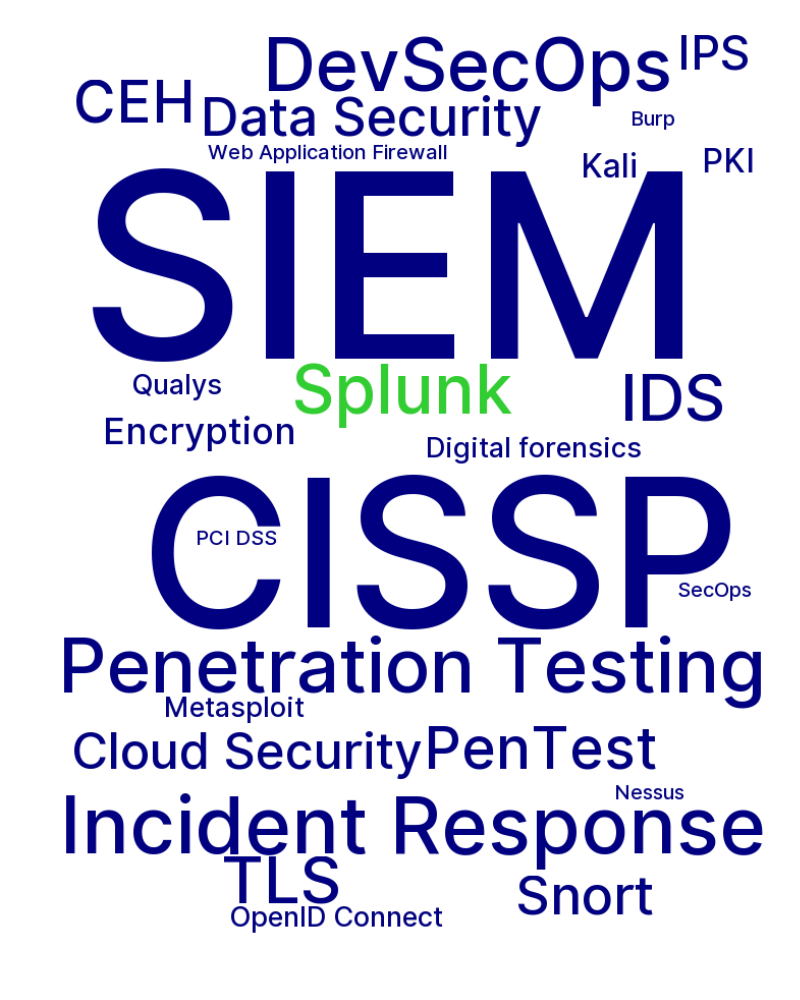 DevSecOps
IPS
CEH
Data Security
Burp
Web Application Firewall
Kali
PKI
SIEM
Qualys
Splunk
IDS
Encryption
Digital forensics
CISSP
PCI DSS
SecOps
Penetration Testing
Metasploit
Cloud Security
PenTest
Nessus
Incident Response
TLS
Snort
OpenID Connect